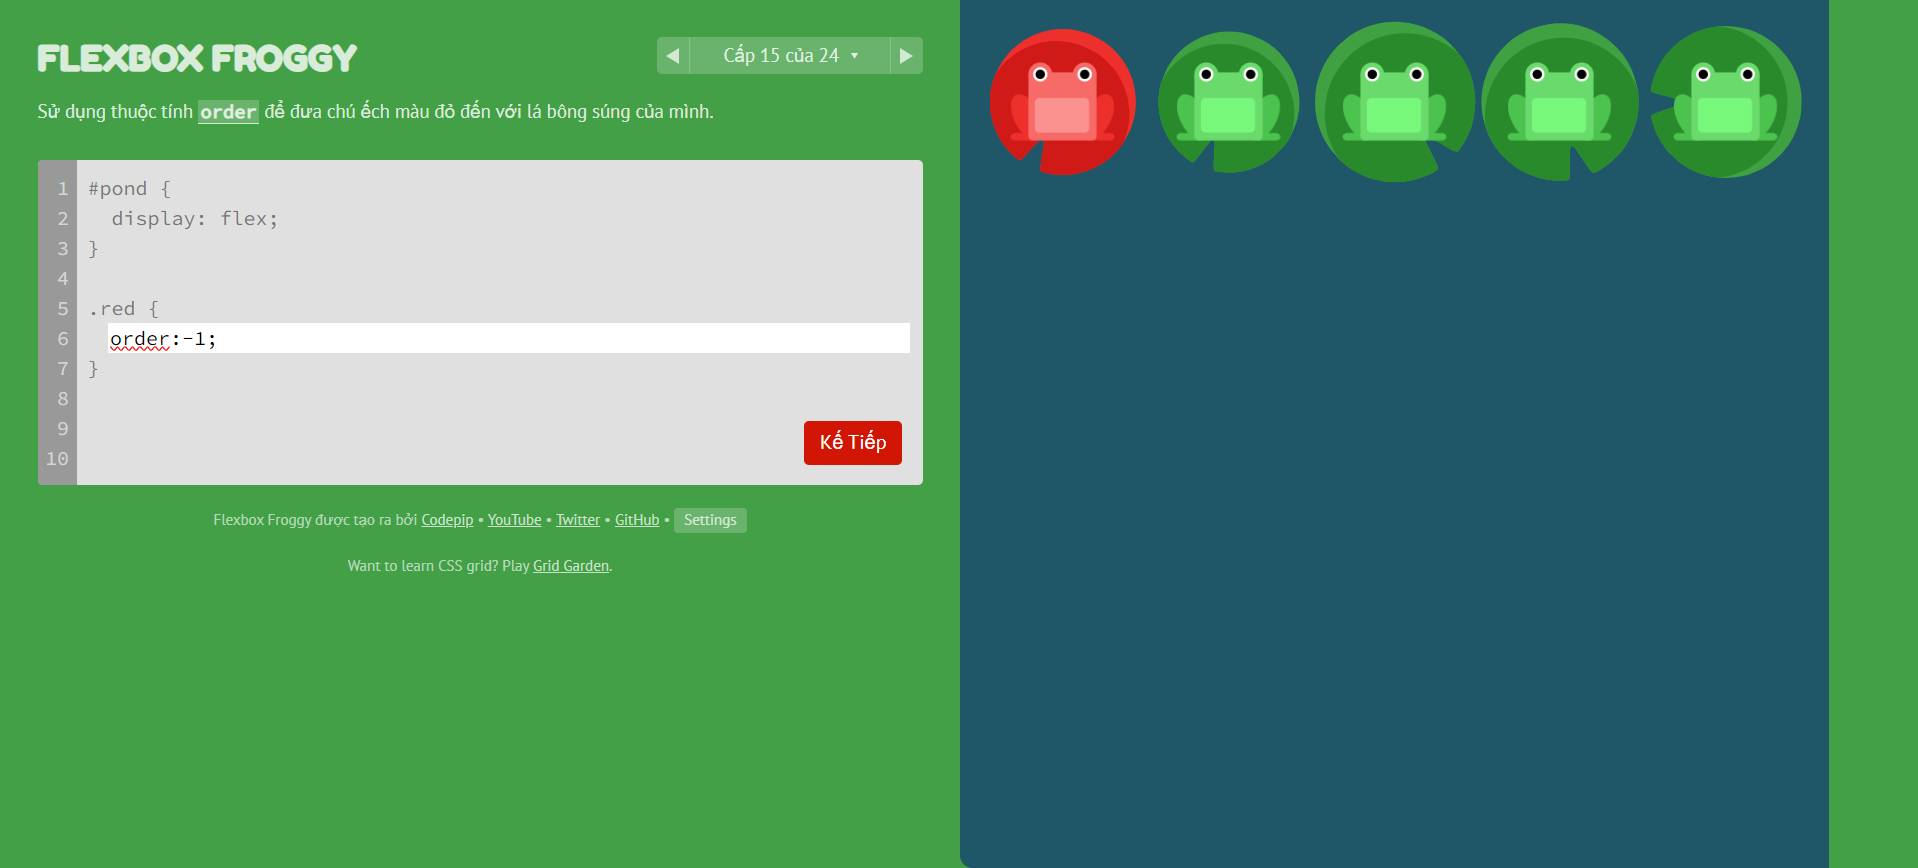 FLEXBOX FROGGY
Cấp 15 của 24
Sử dụng thuộc tính order để đưa chú ếch màu đỏ đến với lá bông súng của mình.
1 #pond {
2 display: flex;
3 }
4
5 .red {
6 order:-1;
7 }
8
9
10
Kế Tiếp
Flexbox Froggy được tạo ra bởi Codepip • YouTube • Twitter • GitHub • Settings
Want to learn CSS grid? Play Grid Garden.